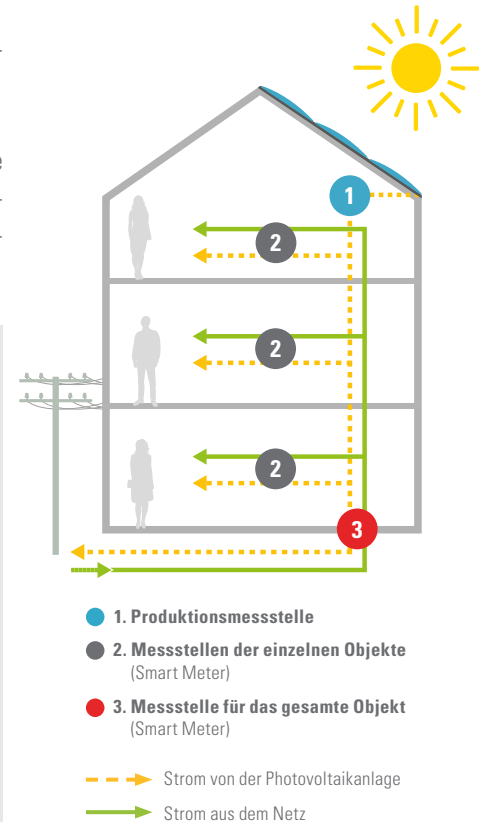 1
2
2
2
3
1. Produktionsmessstelle
2. Messstellen der einzelnen Objekte
(Smart Meter)
3. Messstelle für das gesamte Objekt
(Smart Meter)
Strom von der Photovoltaikanlage
Strom aus dem Netz